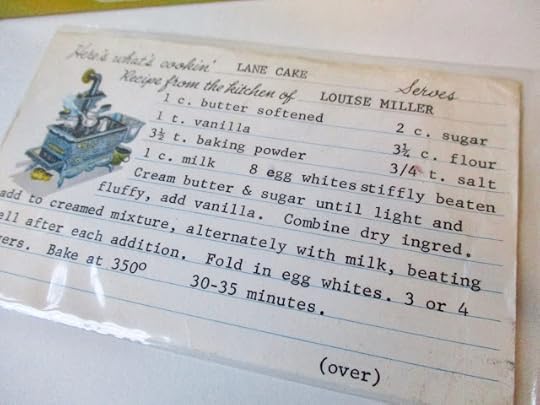 Here's what's cookin' LANE CAKE Serves
Recipe from the kitchen of LOUISE MILLER
1 c. butter softened 2 c. sugar
1 t. vanilla 3¼ c. flour
3½ t. baking powder 3/4 t. salt
1 c. milk 8 egg whites stiffly beaten
Cream butter & sugar until light and
fluffy, add vanilla. Combine dry ingred.
add to creamed mixture, alternately with milk, beating
ell after each addition. Fold in egg whites. 3 or 4
yers. Bake at 350º 30-35 minutes.
(over)